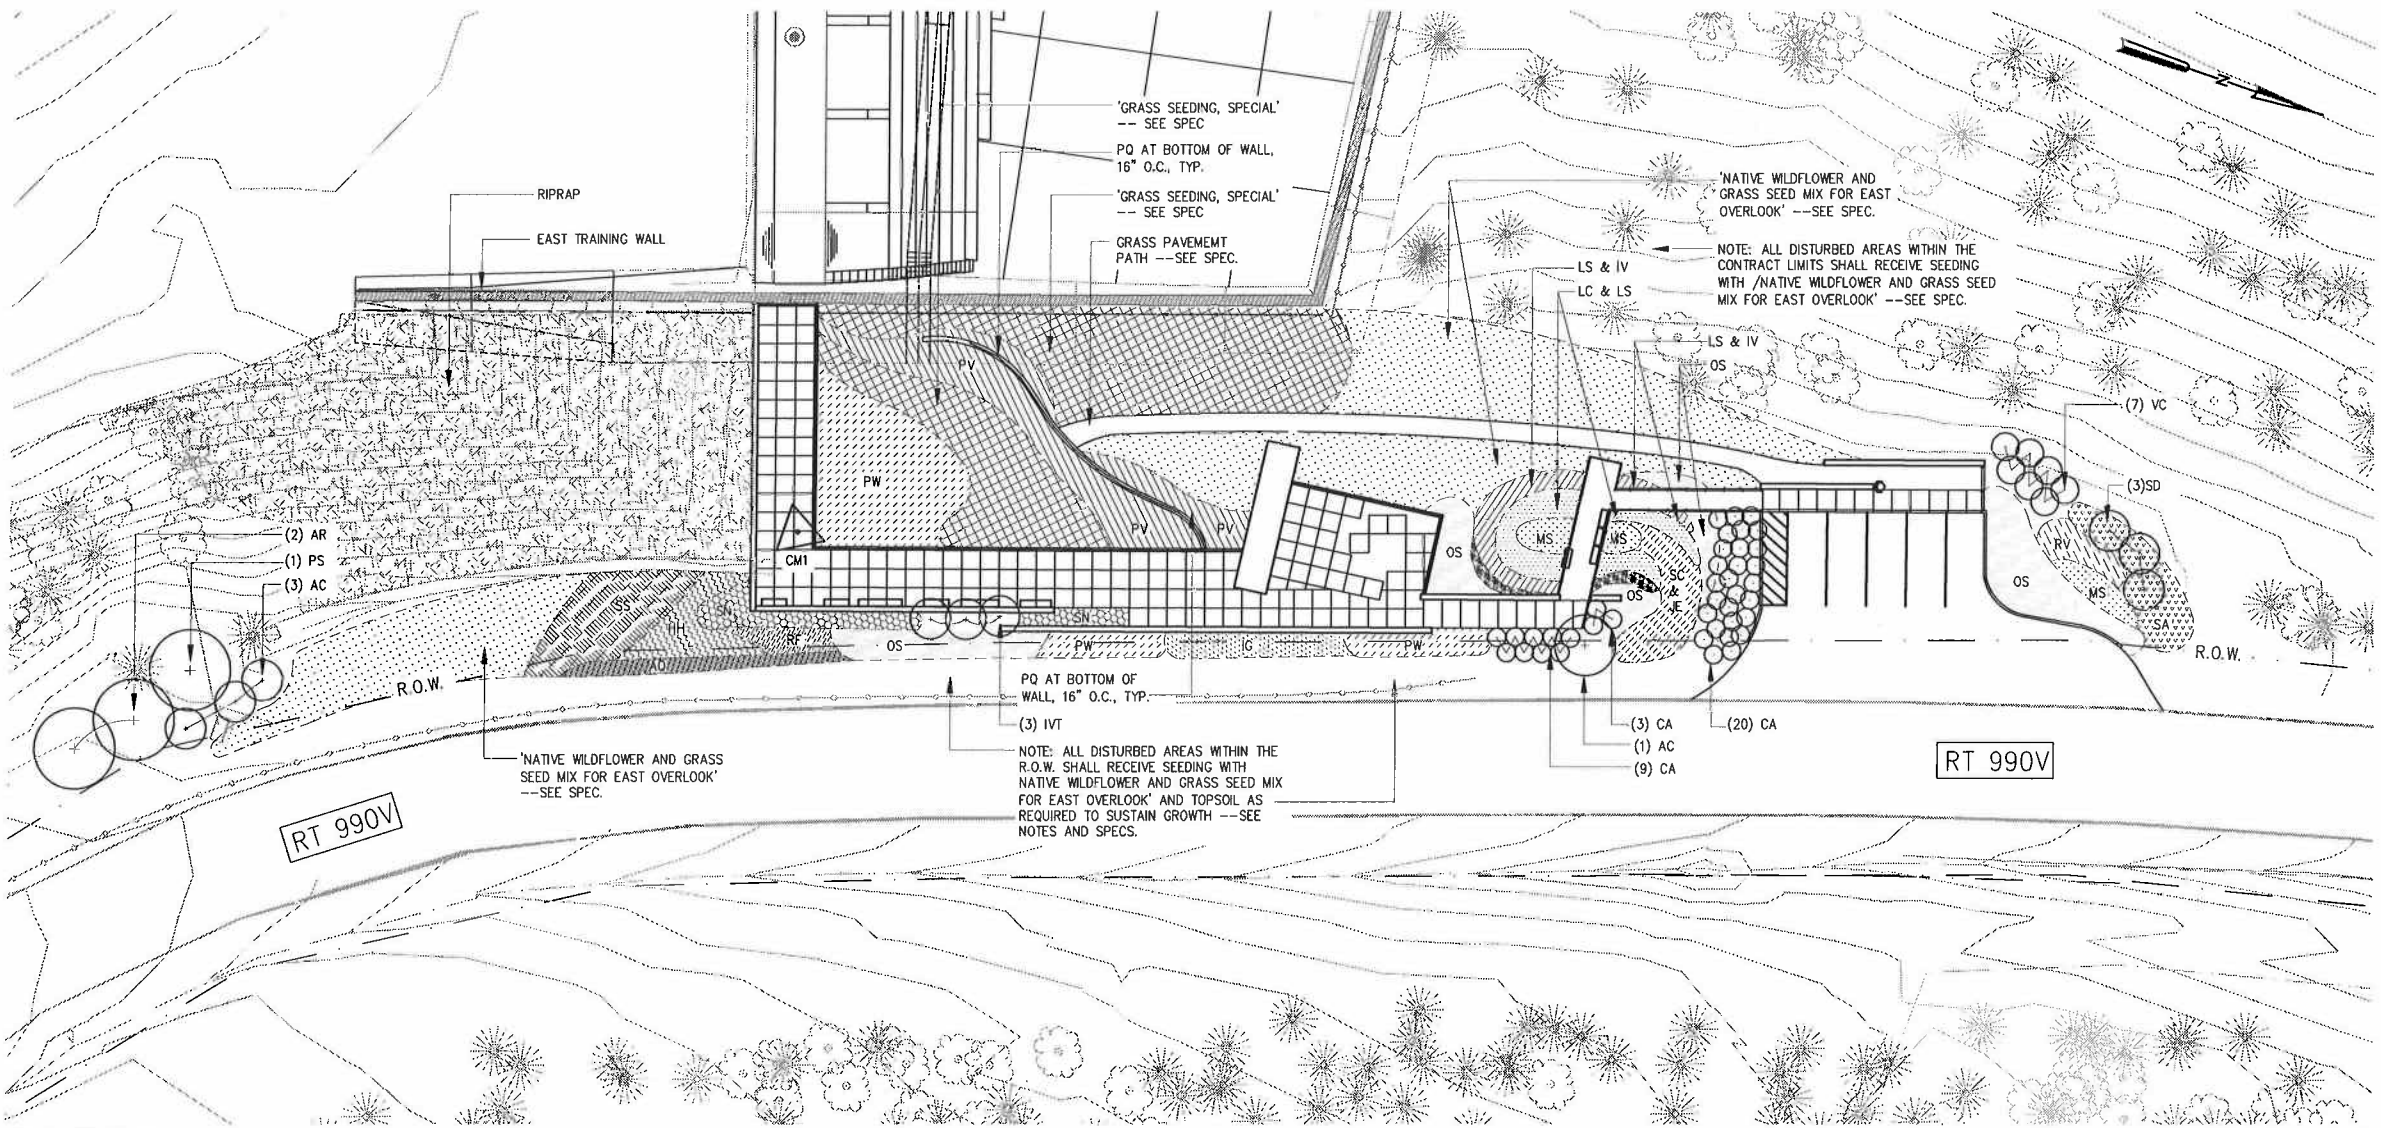 N
'GRASS SEEDING, SPECIAL'
-- SEE SPEC
PQ AT BOTTOM OF WALL,
16" O.C., TYP.
'GRASS SEEDING, SPECIAL'
-- SEE SPEC
GRASS PAVEMEMT
PATH --SEE SPEC.
RIPRAP
EAST TRAINING WALL
'NATIVE WILDFLOWER AND
GRASS SEED MIX FOR EAST
OVERLOOK' --SEE SPEC.
NOTE: ALL DISTURBED AREAS WITHIN THE
CONTRACT LIMITS SHALL RECEIVE SEEDING
WITH /NATIVE WILDFLOWER AND GRASS SEED
MIX FOR EAST OVERLOOK' --SEE SPEC.
LS & IV
LC & LS
LS & IV
OS
(7) VC
(3)SD
PV
PW
PV
PV
OS
MS
MS
SC
&
JE
OS
OS
RV
MS
SA
(2) AR
(1) PS
(3) AC
CM1
SS
SN
HH
RF
AO
OS
SN
PW
IG
PW
R.O.W.
R.O.W.
PQ AT BOTTOM OF
WALL, 16" O.C., TYP.
(3) IVT
NOTE: ALL DISTURBED AREAS WITHIN THE
R.O.W. SHALL RECEIVE SEEDING WITH
NATIVE WILDFLOWER AND GRASS SEED MIX
FOR EAST OVERLOOK' AND TOPSOIL AS
REQUIRED TO SUSTAIN GROWTH --SEE
NOTES AND SPECS.
(3) CA
(1) AC
(9) CA
(20) CA
'NATIVE WILDFLOWER AND GRASS
SEED MIX FOR EAST OVERLOOK'
--SEE SPEC.
RT 990V
RT 990V